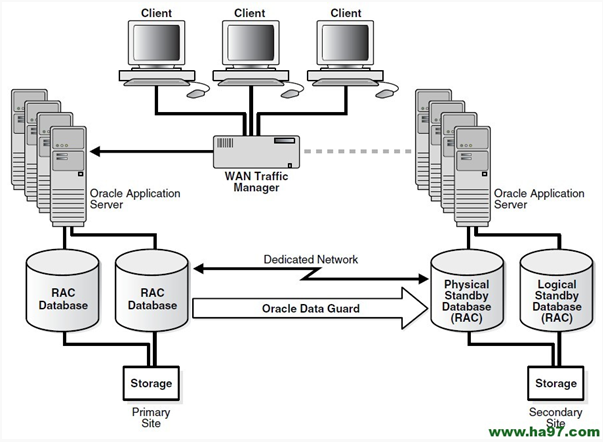 Client
Client
Client
WAN Traffic
Manager
Oracle Application
Server
Oracle Application
Server
RAC
Database
RAC
Database
Dedicated Network
Oracle Data Guard
Physical
Standby
Database
(RAC)
Logical
Standby
Database
(RAC)
Storage
Primary
Site
Storage
Secondary
Site
www.ha97.com